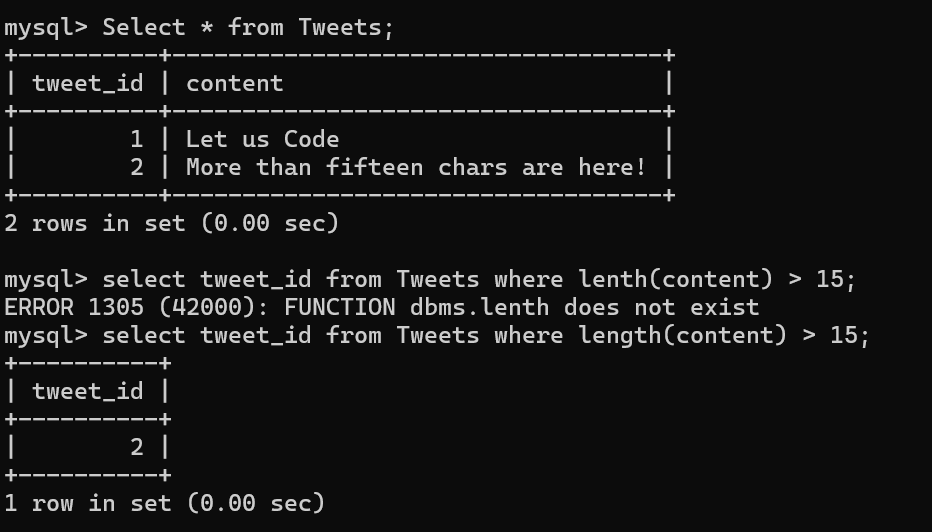 mysql> Select * from Tweets;
+----------+-----------------------------------+
| tweet_id | content                           |
+----------+-----------------------------------+
|        1 | Let us Code                       |
|        2 | More than fifteen chars are here! |
+----------+-----------------------------------+
2 rows in set (0.00 sec)

mysql> select tweet_id from Tweets where lenth(content) > 15;
ERROR 1305 (42000): FUNCTION dbms.lenth does not exist
mysql> select tweet_id from Tweets where length(content) > 15;
+----------+
| tweet_id |
+----------+
|        2 |
+----------+
1 row in set (0.00 sec)